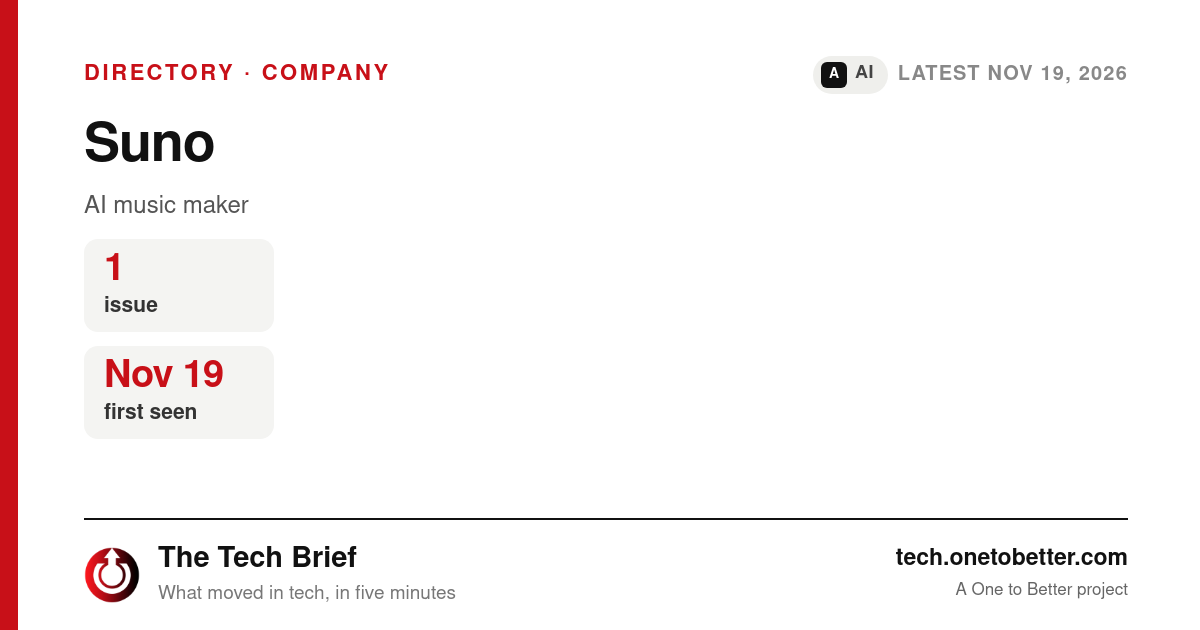 DIRECTORY · COMPANY
A AI LATEST NOV 19, 2026
Suno
AI music maker
1
issue
Nov 19
first seen
The Tech Brief
What moved in tech, in five minutes
tech.onetobetter.com
A One to Better project